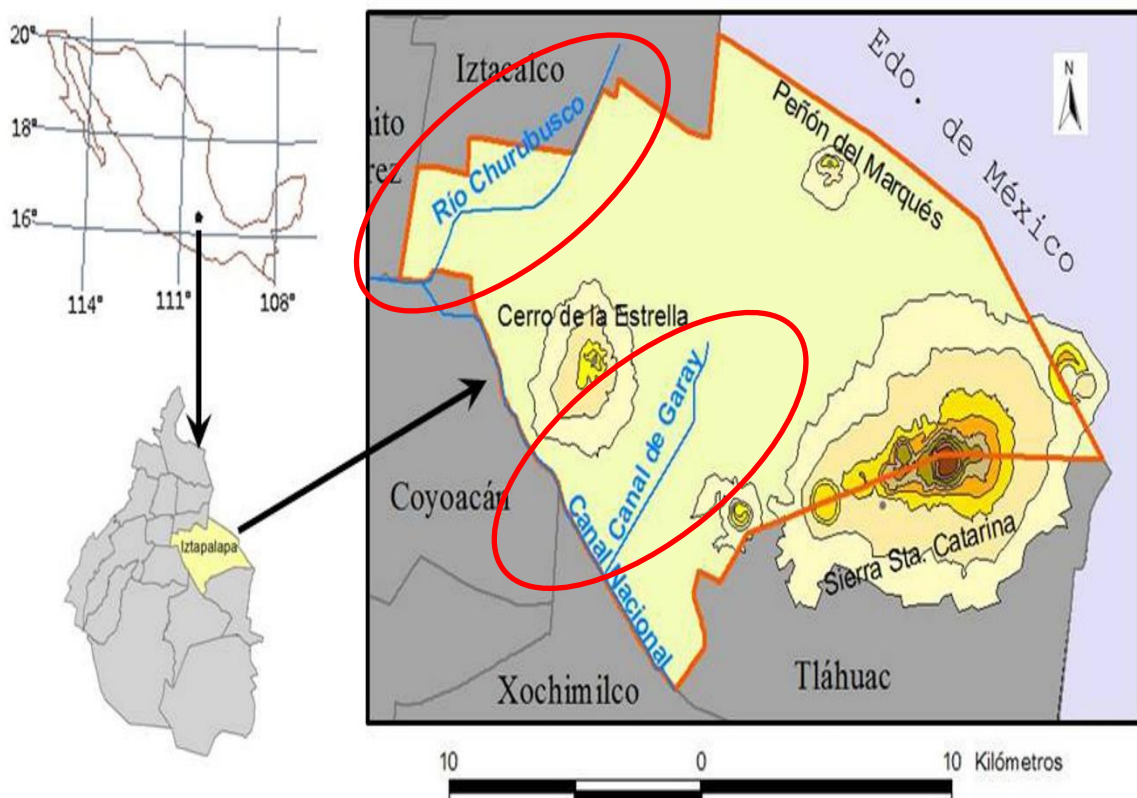 20°
18°
16°
114°
111°
108°
Iztapalapa
Iztacalco
nito
rez
Río Churubusco
Edo. de México
N
Peñón del Marqués
Cerro de la Estrella
Canal de Garay
Coyoacán
Canal Nacional
Sierra Sta. Catarina
Xochimilco
Tláhuac
10 0 10 Kilómetros